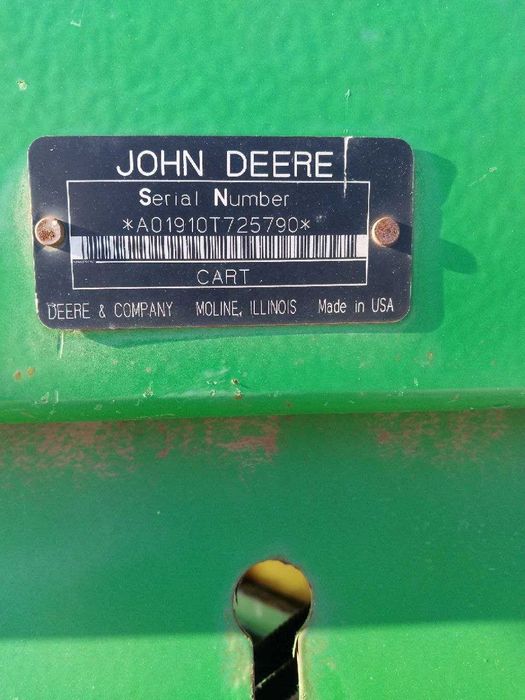 JOHN DEERE
Serial Number
*A01910T725790*
CART
DEERE & COMPANY MOLINE, ILLINOIS Made in USA